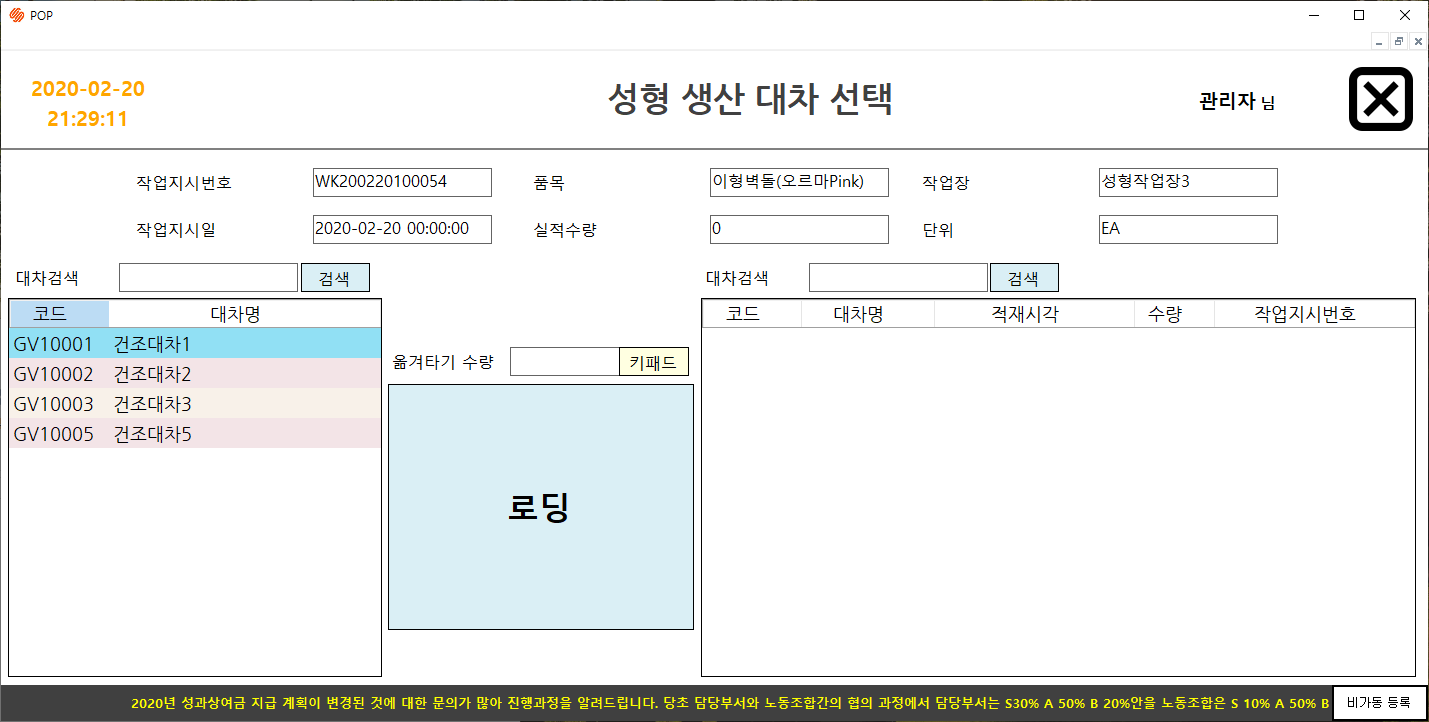 POP
2020-02-20
21:29:11
성형 생산 대차 선택
관리자 님
작업지시번호 WK200220100054 품목 이형벽돌(오르마Pink) 작업장 성형작업장3
작업지시일 2020-02-20 00:00:00 실적수량 0 단위 EA
대차검색 검색 대차검색 검색
코드 대차명
GV10001 건조대차1
GV10002 건조대차2
GV10003 건조대차3
GV10005 건조대차5
옮겨타기 수량 키패드
로딩
코드 대차명 적재시각 수량 작업지시번호
2020년 성과상여금 지급 계획이 변경된 것에 대한 문의가 많아 진행과정을 알려드립니다. 당초 담당부서와 노동조합간의 협의 과정에서 담당부서는 S30% A 50% B 20%안을 노동조합은 S 10% A 50% B
비가동 등록